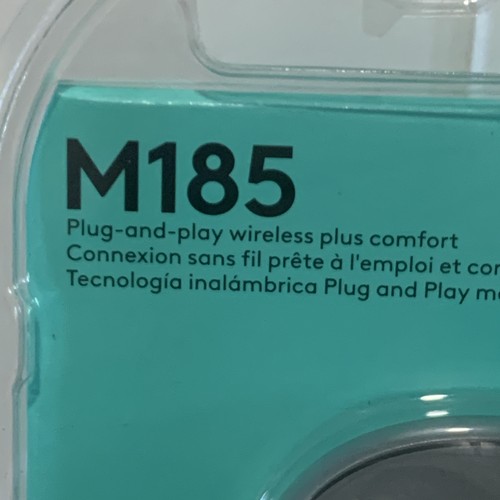 M185
Plug-and-play wireless plus comfort
Connexion sans fil prête à l'emploi et
Tecnología inalámbrica Plug and Play